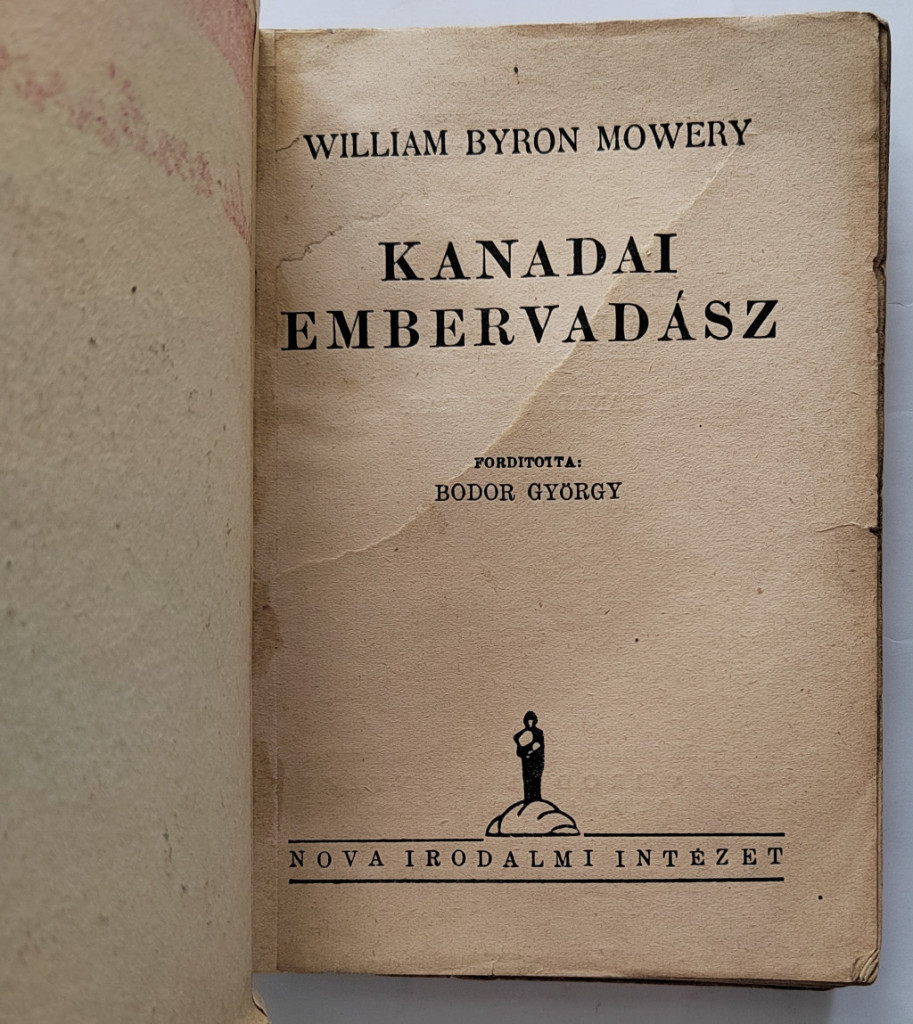 WILLIAM BYRON MOWERY
KANADAI
EMBERVADÁSZ
FORDITOTTA:
BODOR GYÖRGY
NOVA IRODALMI INTÉZET